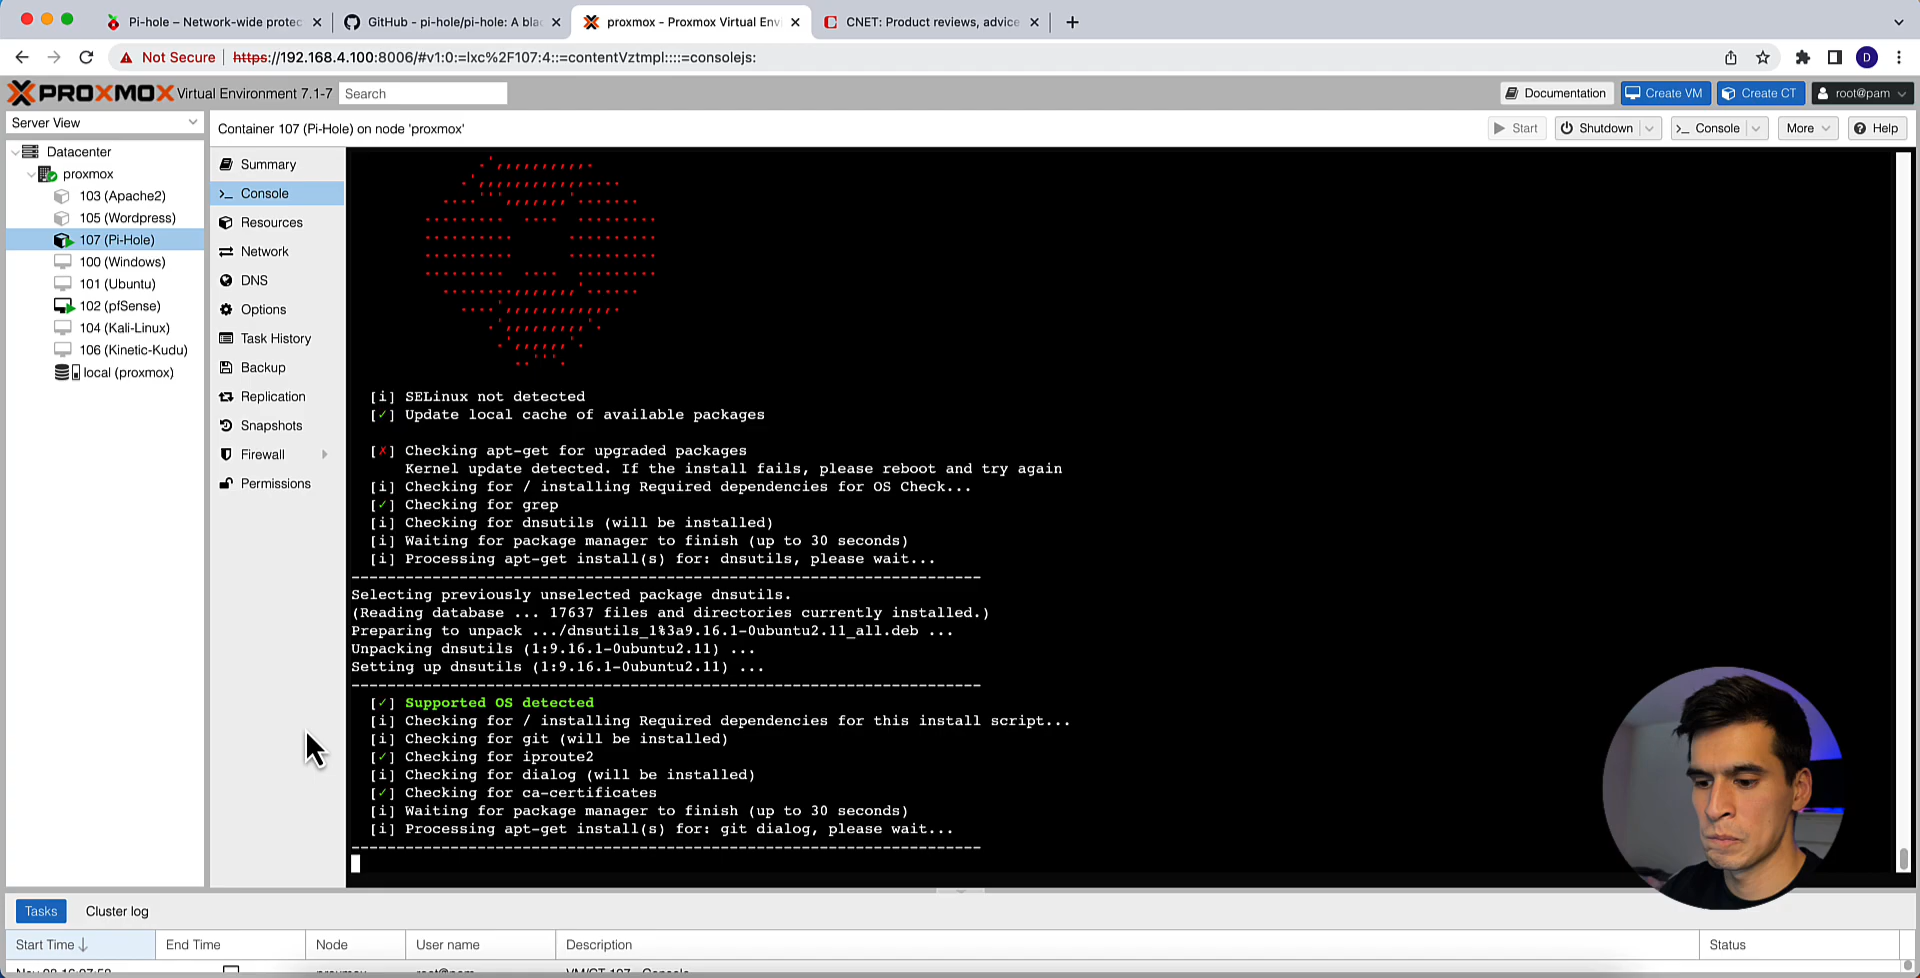 Pi-hole – Network-wide protec
GitHub - pi-hole/pi-hole: A blac
proxmox - Proxmox Virtual Envi
CNET: Product reviews, advice
Not Secure
https://192.168.4.100:8006/#v1:0:=lxc%2F107:4::=contentVztmpl::::=consolejs:
D
PROXMOX Virtual Environment 7.1-7
Search
Documentation
Create VM
Create CT
root@pam
Server View
Container 107 (Pi-Hole) on node 'proxmox'
Start
Shutdown
Console
More
Help
Datacenter
proxmox
103 (Apache2)
105 (Wordpress)
107 (Pi-Hole)
100 (Windows)
101 (Ubuntu)
102 (pfSense)
104 (Kali-Linux)
106 (Kinetic-Kudu)
local (proxmox)
Summary
Console
Resources
Network
DNS
Options
Task History
Backup
Replication
Snapshots
Firewall
Permissions
[i] SELinux not detected
[✓] Update local cache of available packages
[✗] Checking apt-get for upgraded packages
Kernel update detected. If the install fails, please reboot and try again
[i] Checking for / installing Required dependencies for OS Check...
[✓] Checking for grep
[i] Checking for dnsutils (will be installed)
[i] Waiting for package manager to finish (up to 30 seconds)
[i] Processing apt-get install(s) for: dnsutils, please wait...
----------------------------------------------------------------------
Selecting previously unselected package dnsutils.
(Reading database ... 17637 files and directories currently installed.)
Preparing to unpack .../dnsutils_1%3a9.16.1-0ubuntu2.11_all.deb ...
Unpacking dnsutils (1:9.16.1-0ubuntu2.11) ...
Setting up dnsutils (1:9.16.1-0ubuntu2.11) ...
----------------------------------------------------------------------
[✓] Supported OS detected
[i] Checking for / installing Required dependencies for this install script...
[i] Checking for git (will be installed)
[✓] Checking for iproute2
[i] Checking for dialog (will be installed)
[✓] Checking for ca-certificates
[i] Waiting for package manager to finish (up to 30 seconds)
[i] Processing apt-get install(s) for: git dialog, please wait...
----------------------------------------------------------------------
Tasks
Cluster log
Start Time
End Time
Node
User name
Description
Status